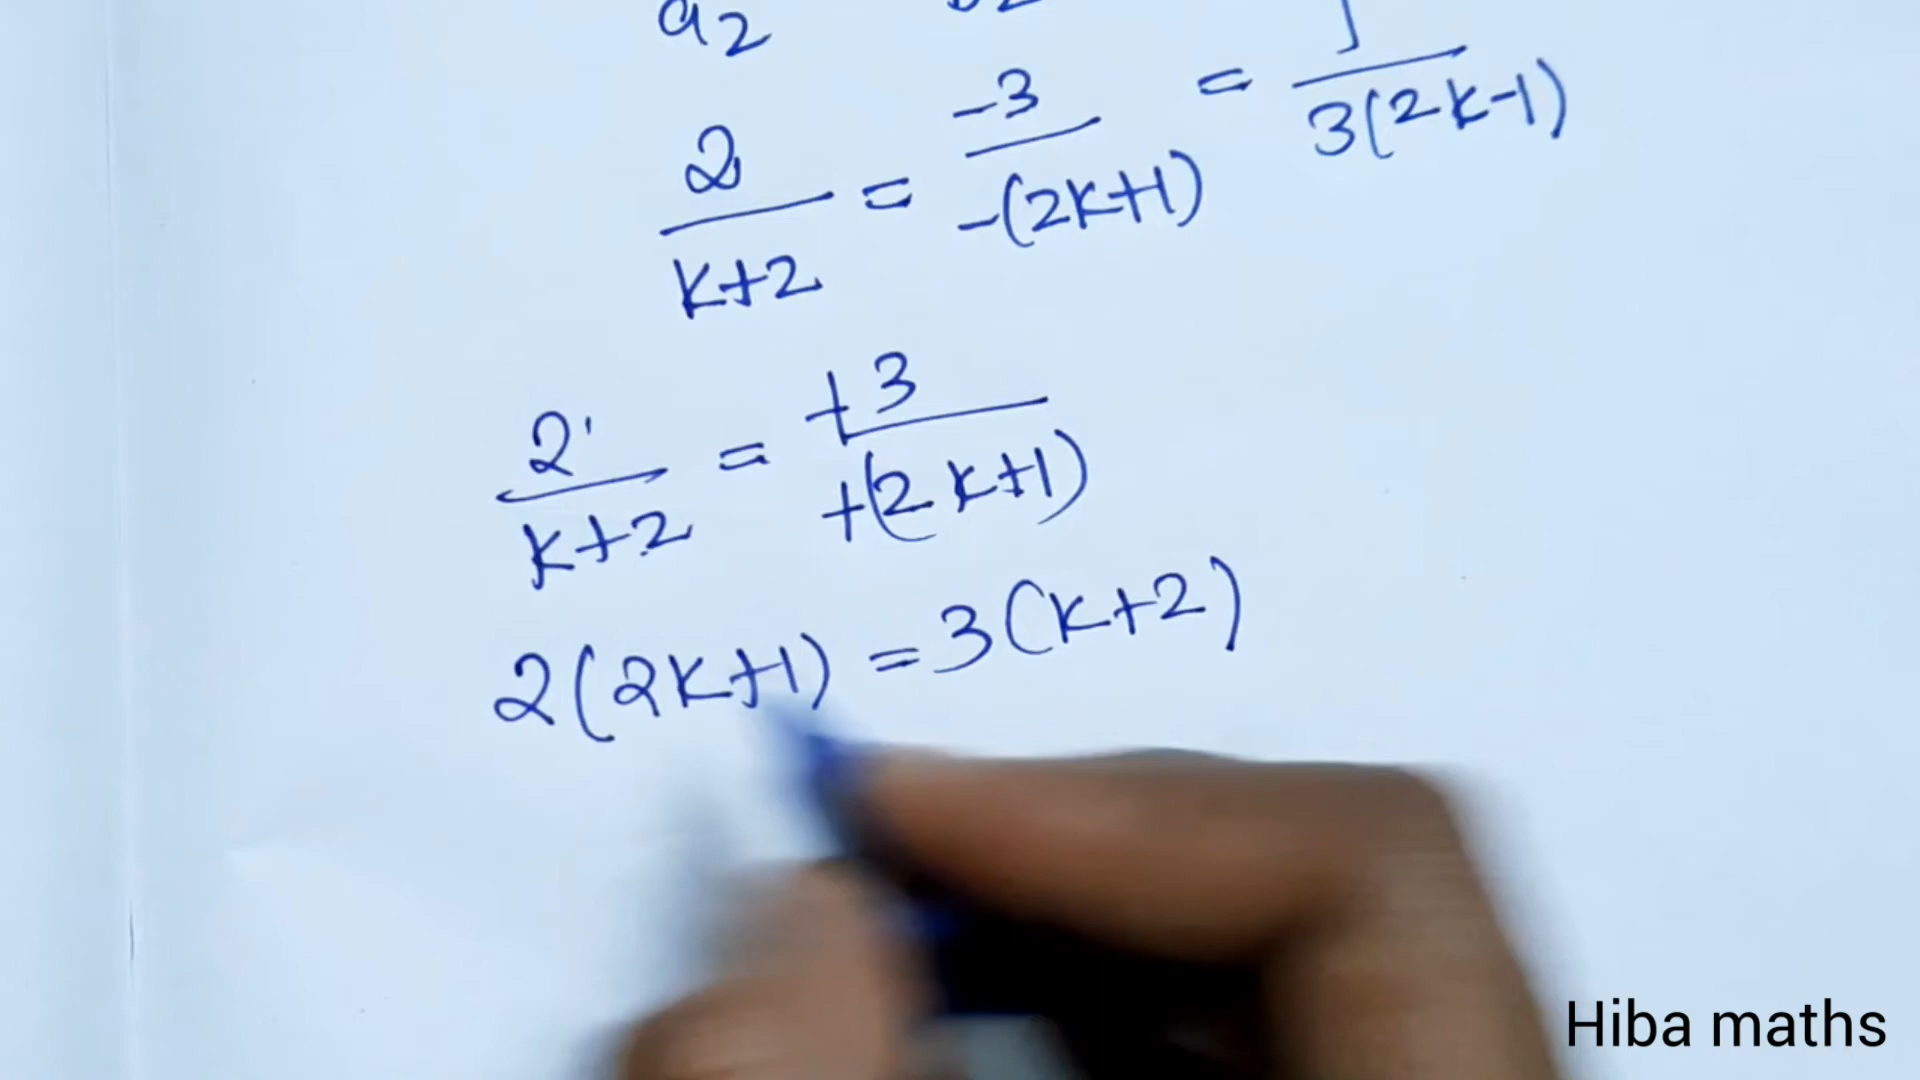 a2
2/k+2 = -3/-(2k+1) = /3(2k-1)
2/k+2 = +3/+(2k+1)
2(2k+1) = 3(k+2)
Hiba maths